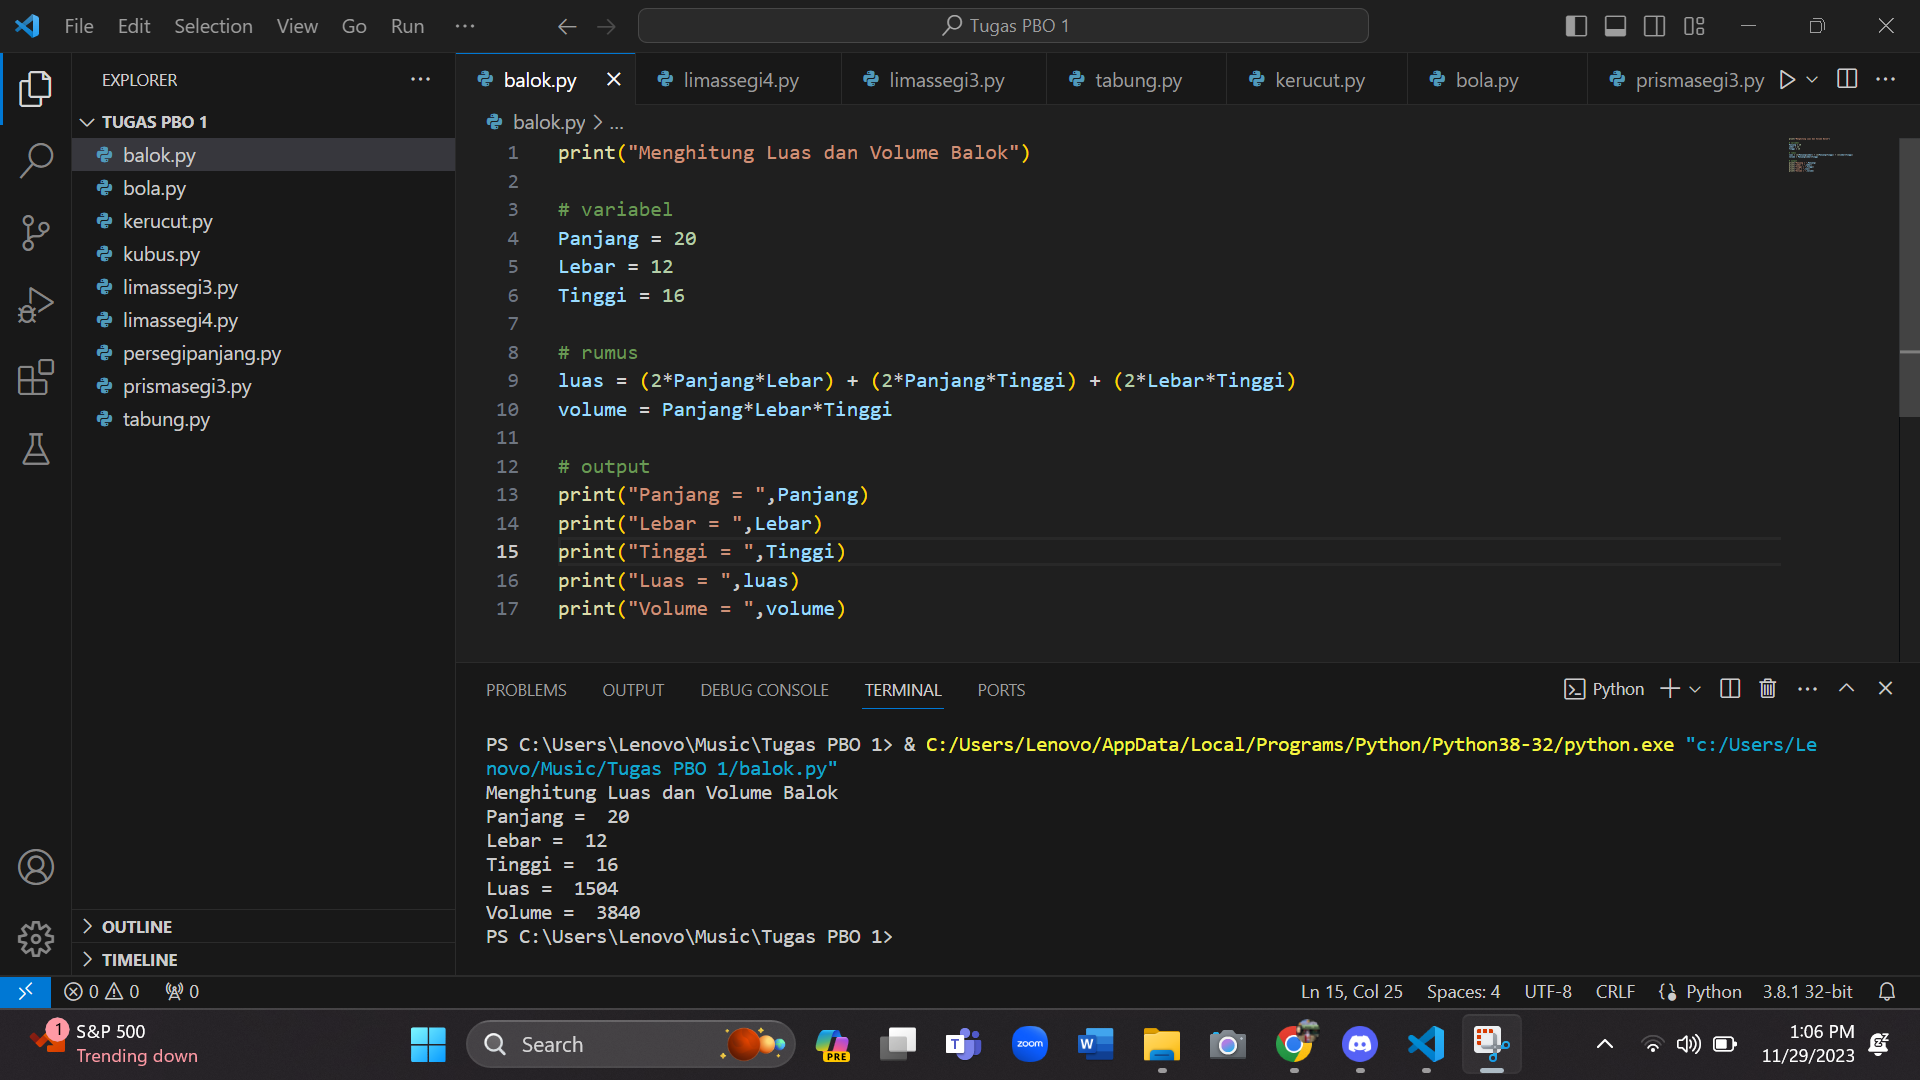 File Edit Selection View Go Run ···
Tugas PBO 1
EXPLORER
TUGAS PBO 1
balok.py
bola.py
kerucut.py
kubus.py
limassegi3.py
limassegi4.py
persegipanjang.py
prismasegi3.py
tabung.py
OUTLINE
TIMELINE
balok.py limassegi4.py limassegi3.py tabung.py kerucut.py bola.py prismasegi3.py
balok.py > ...
1 print("Menghitung Luas dan Volume Balok")
2
3 # variabel
4 Panjang = 20
5 Lebar = 12
6 Tinggi = 16
7
8 # rumus
9 luas = (2*Panjang*Lebar) + (2*Panjang*Tinggi) + (2*Lebar*Tinggi)
10 volume = Panjang*Lebar*Tinggi
11
12 # output
13 print("Panjang = ",Panjang)
14 print("Lebar = ",Lebar)
15 print("Tinggi = ",Tinggi)
16 print("Luas = ",luas)
17 print("Volume = ",volume)
PROBLEMS OUTPUT DEBUG CONSOLE TERMINAL PORTS
Python
PS C:\Users\Lenovo\Music\Tugas PBO 1> & C:/Users/Lenovo/AppData/Local/Programs/Python/Python38-32/python.exe "c:/Users/Le
novo/Music/Tugas PBO 1/balok.py"
Menghitung Luas dan Volume Balok
Panjang =  20
Lebar =  12
Tinggi =  16
Luas =  1504
Volume =  3840
PS C:\Users\Lenovo\Music\Tugas PBO 1>
0 0 0
Ln 15, Col 25 Spaces: 4 UTF-8 CRLF Python 3.8.1 32-bit
1 S&P 500
Trending down
Search
PRE
T
zoom
W
1:06 PM
11/29/2023